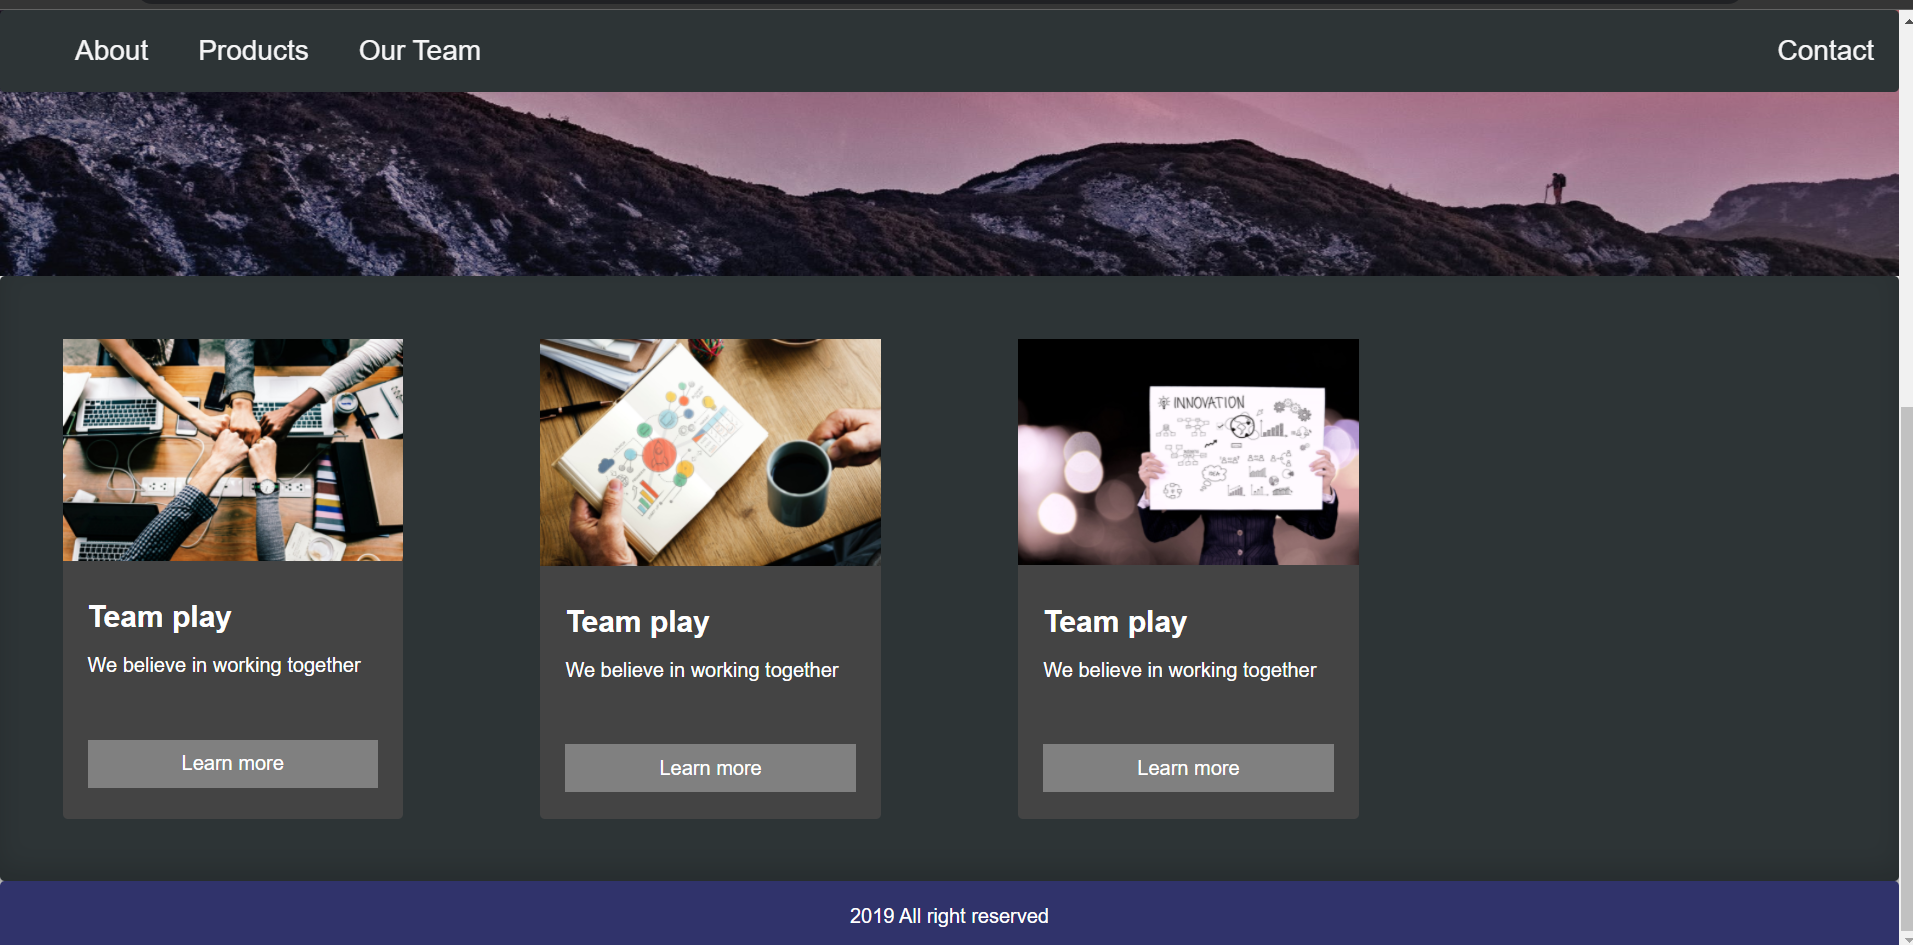 About Products Our Team Contact
INNOVATION
Team play
We believe in working together
Learn more
Team play
We believe in working together
Learn more
Team play
We believe in working together
Learn more
2019 All right reserved